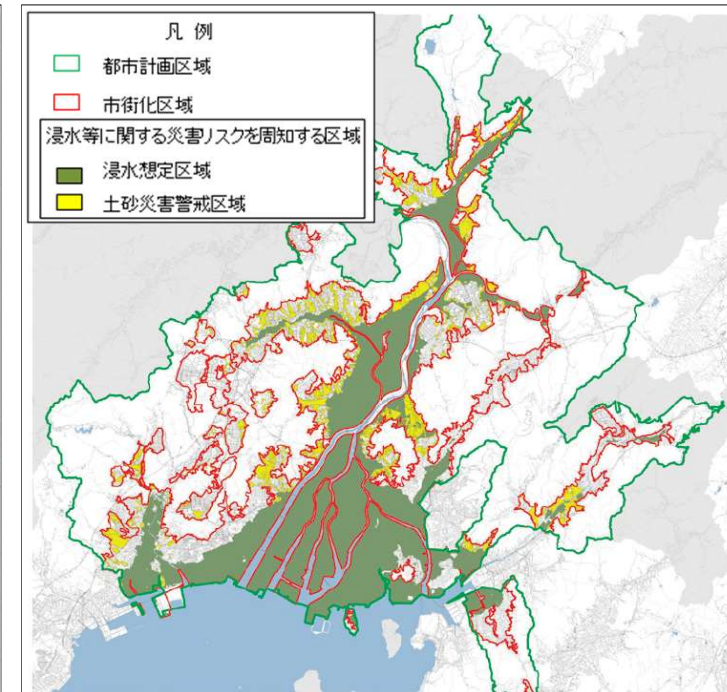 凡 例
都市計画区域
市街化区域
浸水等に関する災害リスクを周知する区域
浸水想定区域
土砂災害警戒区域